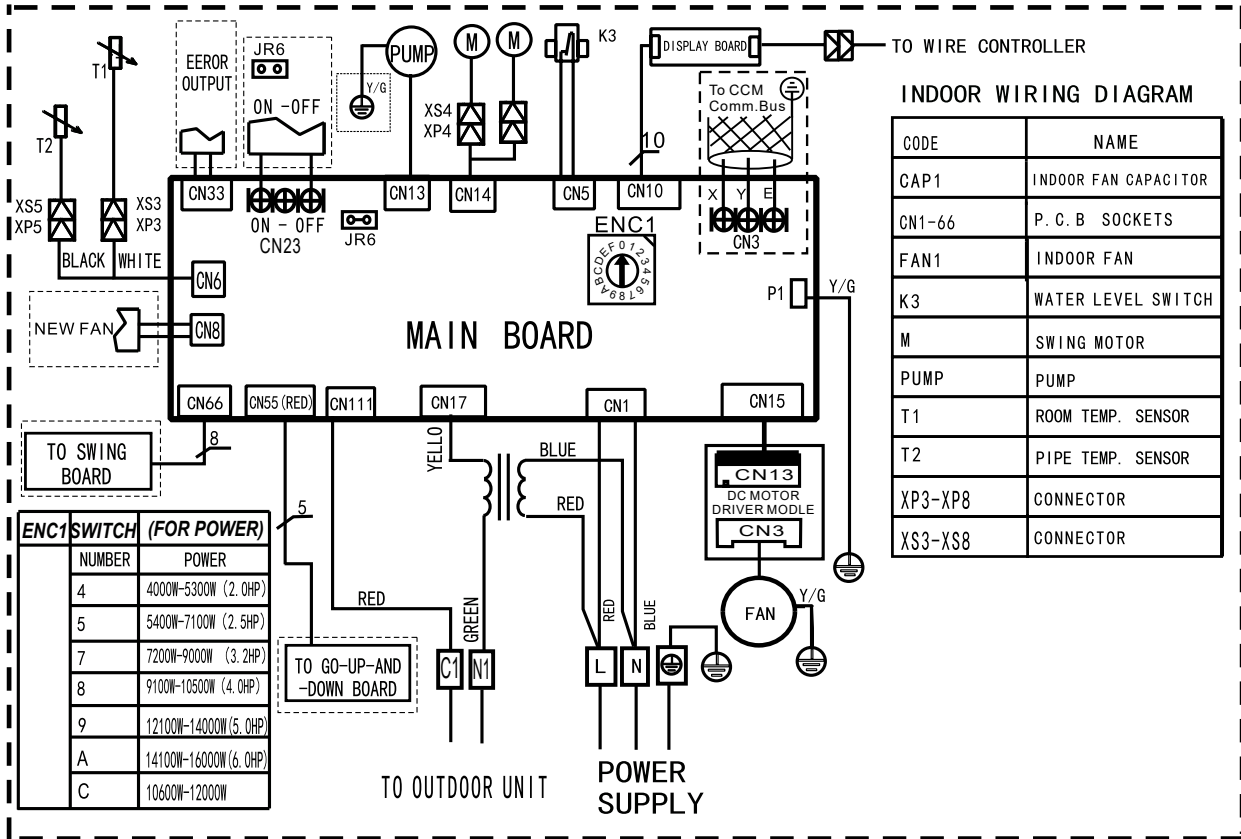 T1
T2
EEROR
OUTPUT
JR6
ON -OFF
PUMP
Y/G
M
M
XS4
XP4
K3
DISPLAY BOARD
TO WIRE CONTROLLER
10
To CCM
Comm.Bus
X Y E
CN3
XS5
XP5
XS3
XP3
BLACK WHITE
CN33
ON - OFF
CN23
JR6
CN13
CN14
CN5
CN10
ENC1
0123456789ABCDEF
CN6
NEW FAN
CN8
MAIN BOARD
P1
Y/G
CN66
CN55(RED)
CN111
CN17
CN1
CN15
TO SWING
BOARD
8
5
YELLO
BLUE
RED
CN13
DC MOTOR
DRIVER MODLE
CN3
FAN
Y/G
RED
GREEN
RED
BLUE
TO GO-UP-AND
-DOWN BOARD
C1
N1
L
N
TO OUTDOOR UNIT
POWER
SUPPLY
ENC1 SWITCH (FOR POWER)
NUMBER POWER
4 4000W-5300W (2.0HP)
5 5400W-7100W (2.5HP)
7 7200W-9000W (3.2HP)
8 9100W-10500W (4.0HP)
9 12100W-14000W(5.0HP)
A 14100W-16000W(6.0HP)
C 10600W-12000W
INDOOR WIRING DIAGRAM
CODE NAME
CAP1 INDOOR FAN CAPACITOR
CN1-66 P.C.B SOCKETS
FAN1 INDOOR FAN
K3 WATER LEVEL SWITCH
M SWING MOTOR
PUMP PUMP
T1 ROOM TEMP. SENSOR
T2 PIPE TEMP. SENSOR
XP3-XP8 CONNECTOR
XS3-XS8 CONNECTOR